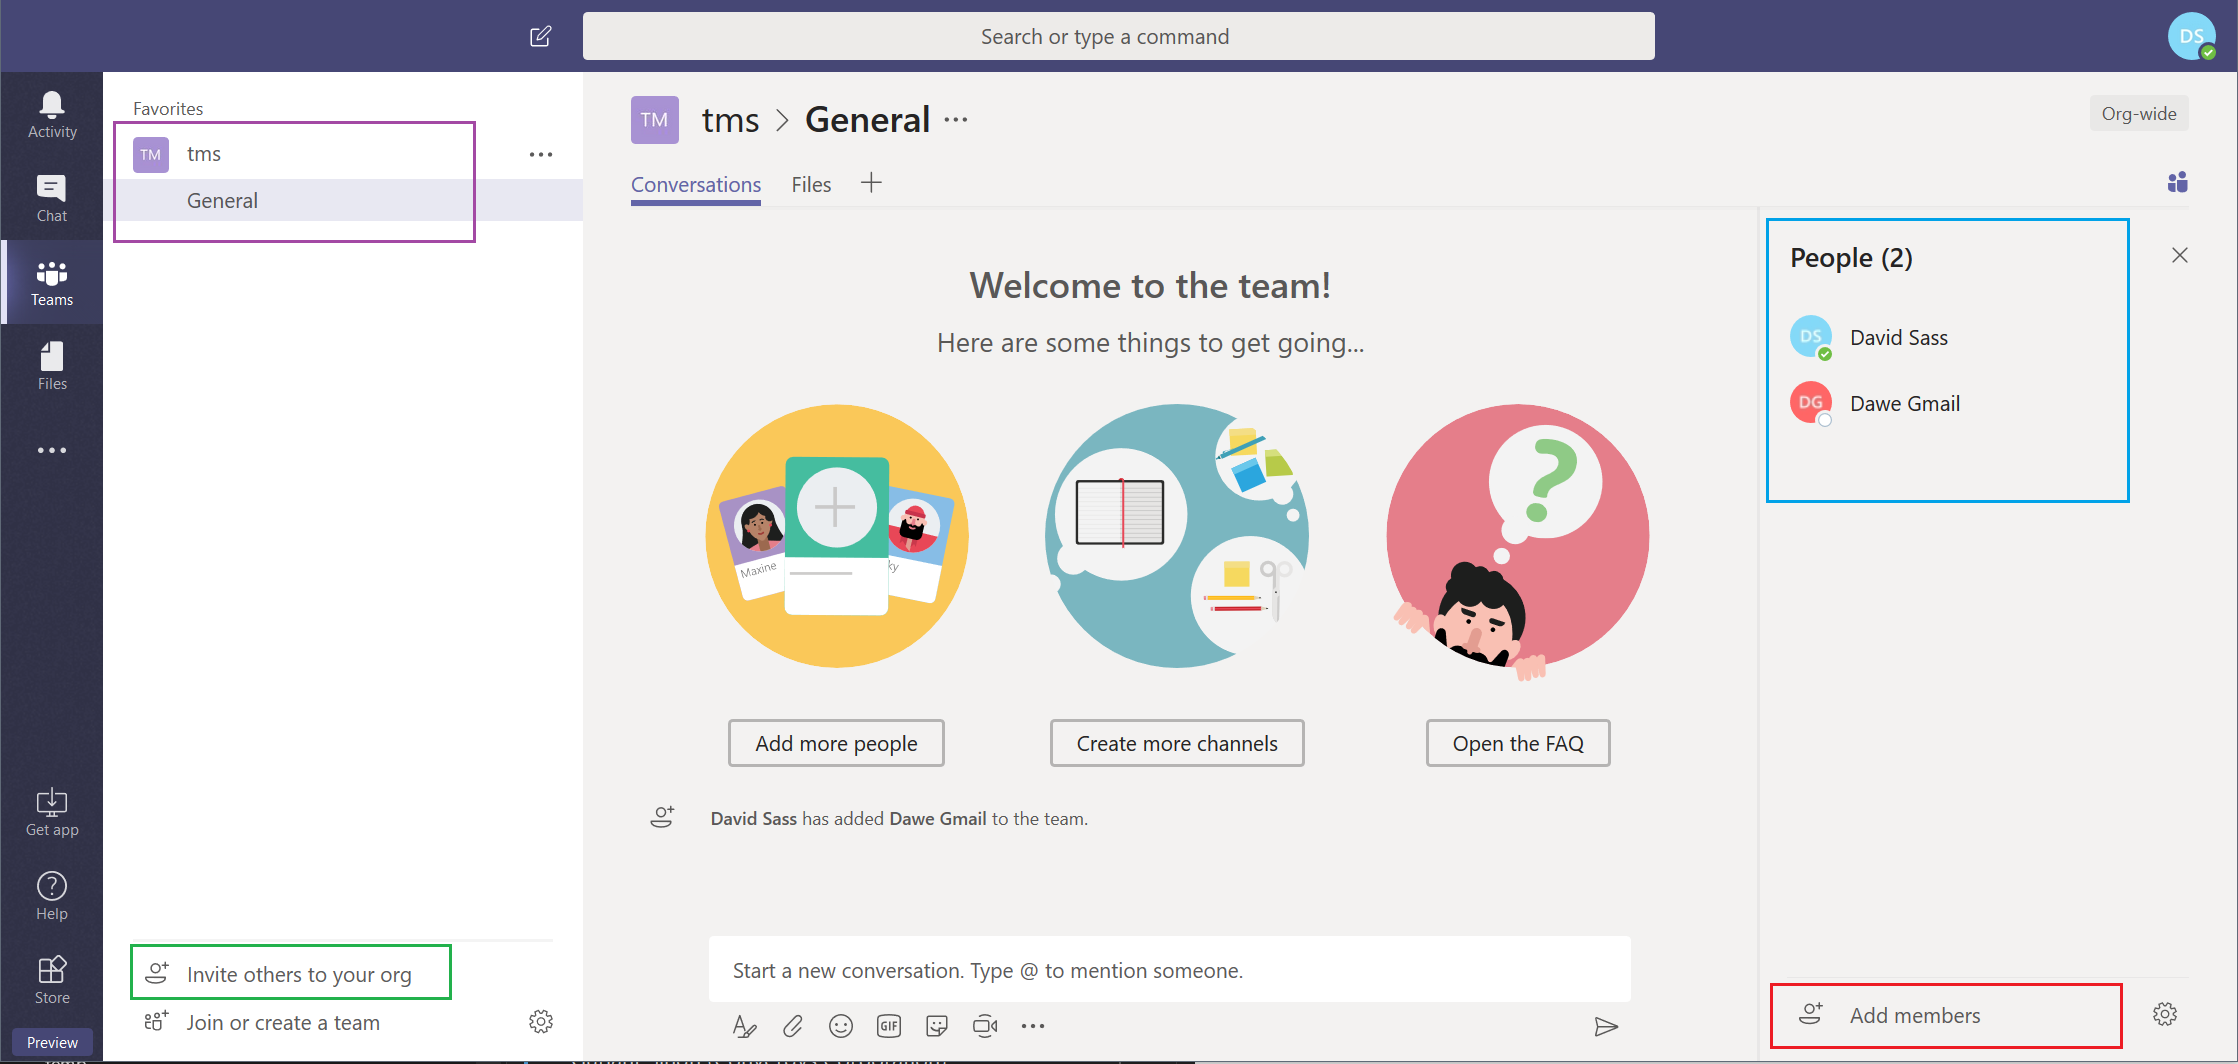 Search or type a command
DS
Activity
Chat
Teams
Files
Get app
Help
Store
Preview
Favorites
TM
tms
General
Invite others to your org
Join or create a team
TM
tms > General
Org-wide
Conversations
Files
Welcome to the team!
Here are some things to get going...
Maxine
ky
Add more people
Create more channels
Open the FAQ
David Sass has added Dawe Gmail to the team.
Start a new conversation. Type @ to mention someone.
GIF
People (2)
DS
David Sass
DG
Dawe Gmail
Add members